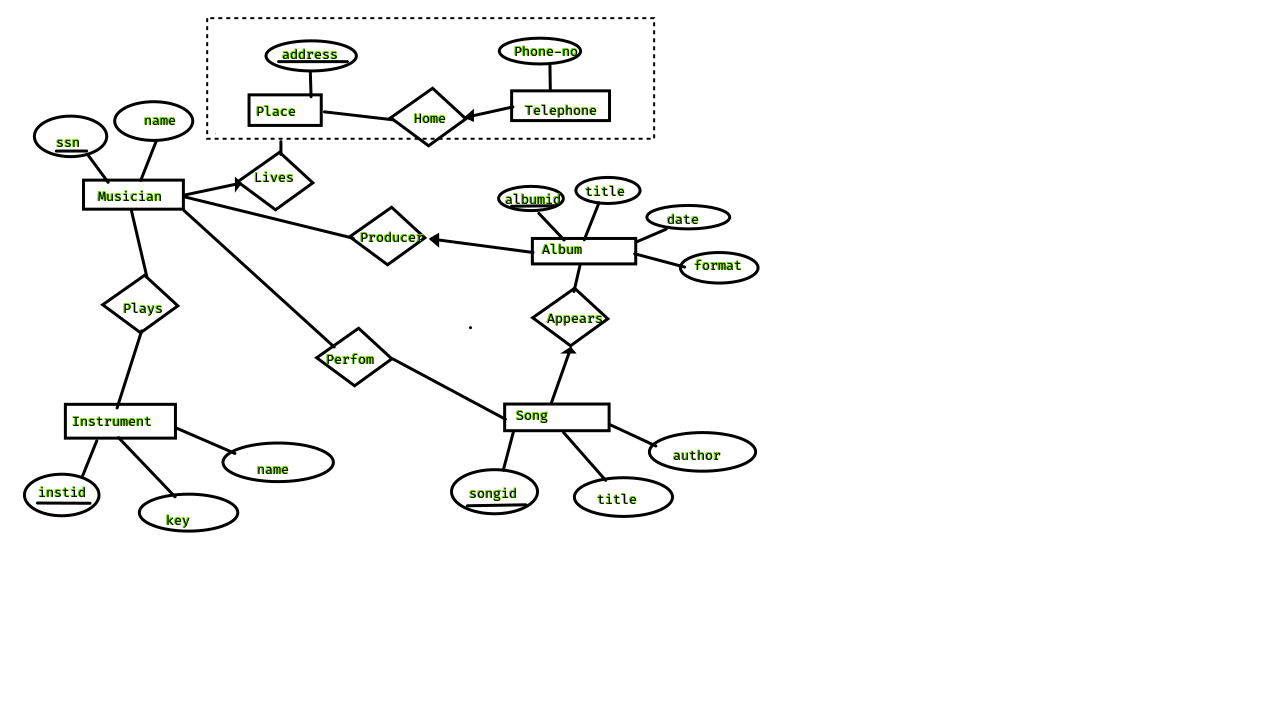 address
Phone-no
Place
Home
Telephone
name
ssn
Musician
Lives
albumid
title
date
Producer
Album
format
Plays
Appears
Perfom
Instrument
Song
name
author
instid
songid
title
key